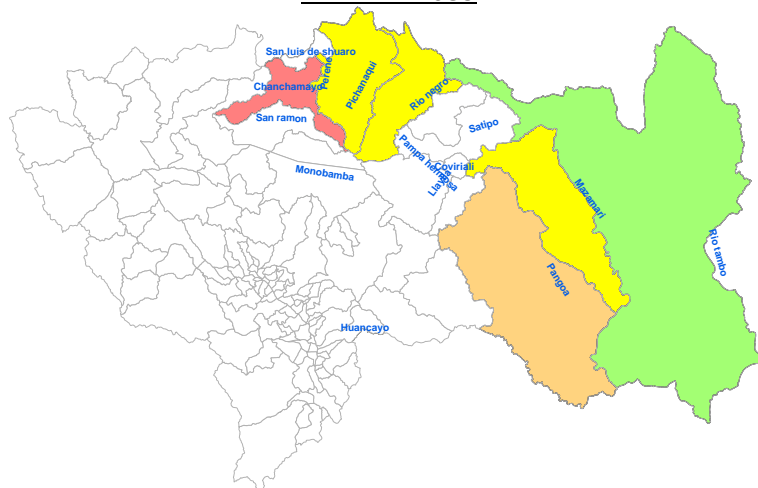 San luis de shuaro
Perene
Chanchamayo
Pichanaqui
Rio negro
San ramon
Satipo
Pampa hermosa
Coviriali
Llaylla
Monobamba
Mazamari
Rio tambo
Pangoa
Huancayo